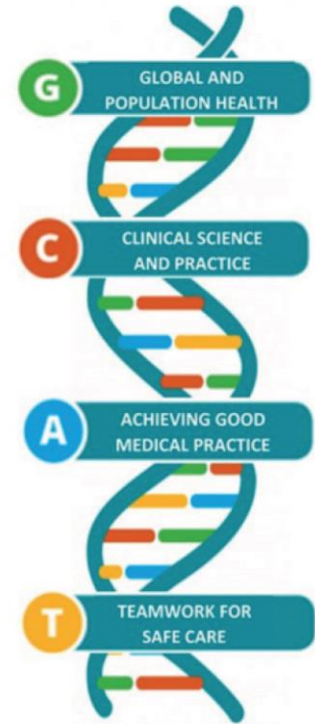 G
GLOBAL AND
POPULATION HEALTH
C
CLINICAL SCIENCE
AND PRACTICE
A
ACHIEVING GOOD
MEDICAL PRACTICE
T
TEAMWORK FOR
SAFE CARE